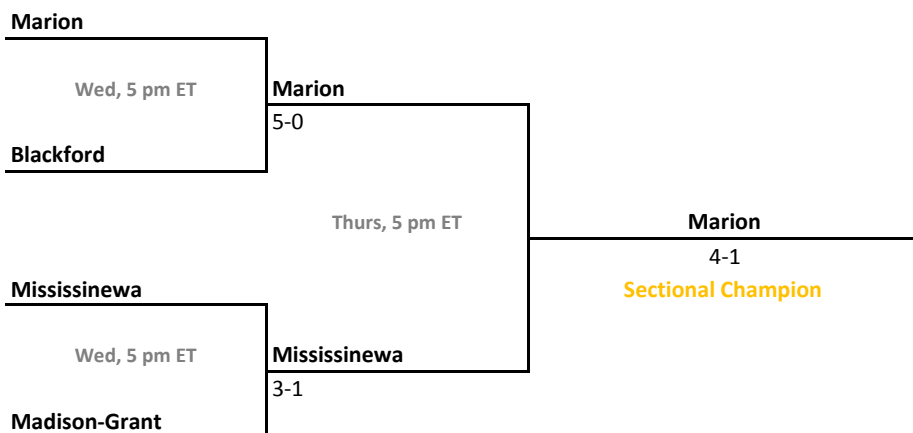 Marion
Wed, 5 pm ET
Marion
5-0
Blackford
Thurs, 5 pm ET
Marion
4-1
Sectional Champion
Mississinewa
Wed, 5 pm ET
Mississinewa
3-1
Madison-Grant